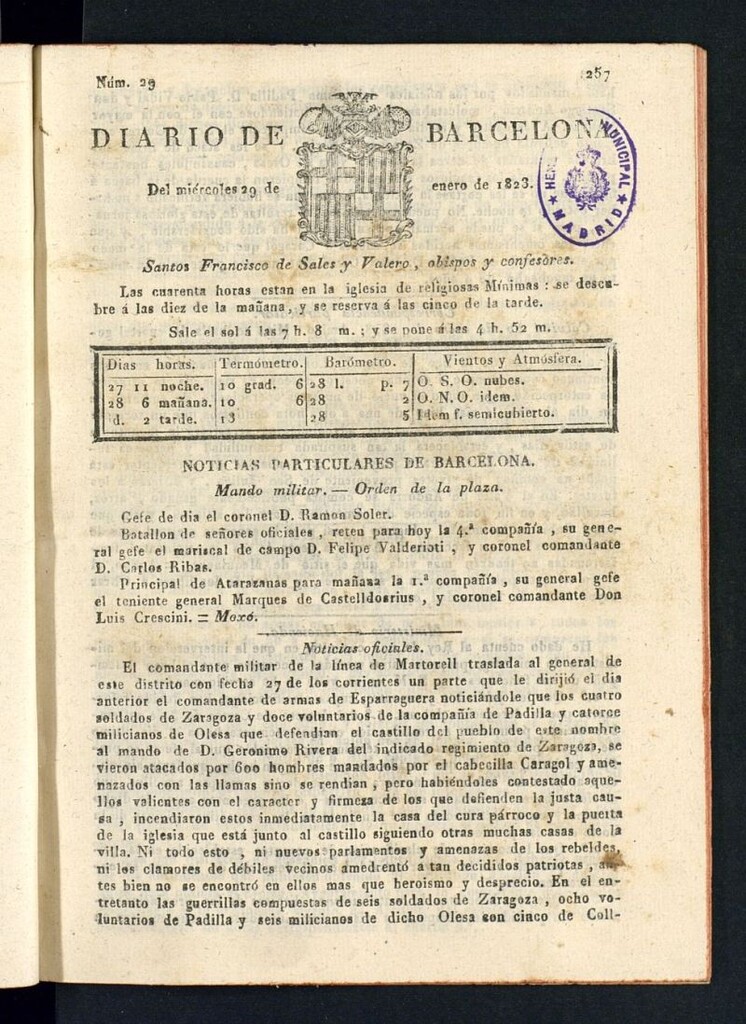 Núm. 29
257
DIARIO DE BARCELONA
Del miércoles 29 de enero de 1823.
HEM MUNICIPAL
★ MADRID ★
Santos Francisco de Sales y Valero, obispos y confesores.
Las cuarenta horas estan en la iglesia de religiosas Mínimas: se descu-
bre á las diez de la mañana, y se reserva á las cinco de la tarde.
Sale el sol á las 7 h. 8 m.; y se pone á las 4 h. 52 m.
Dias horas. Termómetro. Barómetro. Vientos y Atmósfera.
27 11 noche. 10 grad. 6 28 l. p. 7 O. S. O. nubes.
28 6 mañana. 10 6 28 2 O. N. O. idem.
d. 2 tarde. 13 28 5 Idem f. semicubierto.
NOTICIAS PARTICULARES DE BARCELONA.
Mando militar. — Orden de la plaza.
Gefe de dia el coronel D. Ramon Soler.
Batallon de señores oficiales, reten para hoy la 4.ª compañía, su gene-
ral gefe el mariscal de campo D. Felipe Valderioti, y coronel comandante
D. Carlos Ribas.
Principal de Atarazanas para mañana la 1.ª compañía, su general gefe
el teniente general Marques de Castelldosrius, y coronel comandante Don
Luis Crescini. = Moxó.
Noticias oficiales.
El comandante militar de la línea de Martorell traslada al general de
este distrito con fecha 27 de los corrientes un parte que le dirijió el dia
anterior el comandante de armas de Esparraguera noticiándole que los cuatro
soldados de Zaragoza y doce voluntarios de la compañía de Padilla y catorce
milicianos de Olesa que defendian el castillo del pueblo de este nombre
al mando de D. Geronimo Rivera del indicado regimiento de Zaragoza, se
vieron atacados por 600 hombres mandados por el cabecilla Caragol y ame-
nazados con las llamas sino se rendian, pero habiéndoles contestado aque-
llos valientes con el caracter y firmeza de los que defienden la justa cau-
sa, incendiaron estos inmediatamente la casa del cura párroco y la puerta
de la iglesia que está junto al castillo siguiendo otras muchas casas de la
villa. Ni todo esto, ni nuevos parlamentos y amenazas de los rebeldes,
ni los clamores de débiles vecinos amedrentó a tan decididos patriotas, an-
tes bien no se encontró en ellos mas que heroismo y desprecio. En el en-
tretanto las guerrillas compuestas de seis soldados de Zaragoza, ocho vo-
luntarios de Padilla y seis milicianos de dicho Olesa con cinco de Coll-